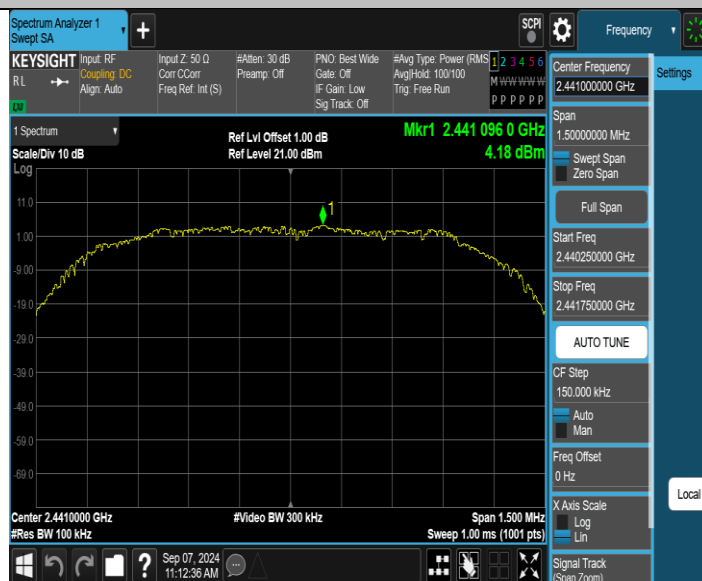 Spectrum Analyzer 1
Swept SA
+
SCPI
Frequency
KEYSIGHT
RL
LXI
Input: RF
Coupling: DC
Align: Auto
Input Z: 50 Ω
Corr CCorr
Freq Ref: Int (S)
#Atten: 30 dB
Preamp: Off
PNO: Best Wide
Gate: Off
IF Gain: Low
Sig Track: Off
#Avg Type: Power (RMS
Avg|Hold: 100/100
Trig: Free Run
1 2 3 4 5 6
M W W W W W
P P P P P P
1 Spectrum
Scale/Div 10 dB
Log
Ref Lvl Offset 1.00 dB
Ref Level 21.00 dBm
Mkr1 2.441 096 0 GHz
4.18 dBm
1
11.0
1.00
-9.00
-19.0
-29.0
-39.0
-49.0
-59.0
-69.0
Center 2.4410000 GHz
#Res BW 100 kHz
#Video BW 300 kHz
Span 1.500 MHz
Sweep 1.00 ms (1001 pts)
?
Sep 07, 2024
11:12:36 AM
Center Frequency
2.441000000 GHz
Span
1.50000000 MHz
Swept Span
Zero Span
Full Span
Start Freq
2.440250000 GHz
Stop Freq
2.441750000 GHz
AUTO TUNE
CF Step
150.000 kHz
Auto
Man
Freq Offset
0 Hz
X Axis Scale
Log
Lin
Signal Track
(Span Zoom)
Settings
Local